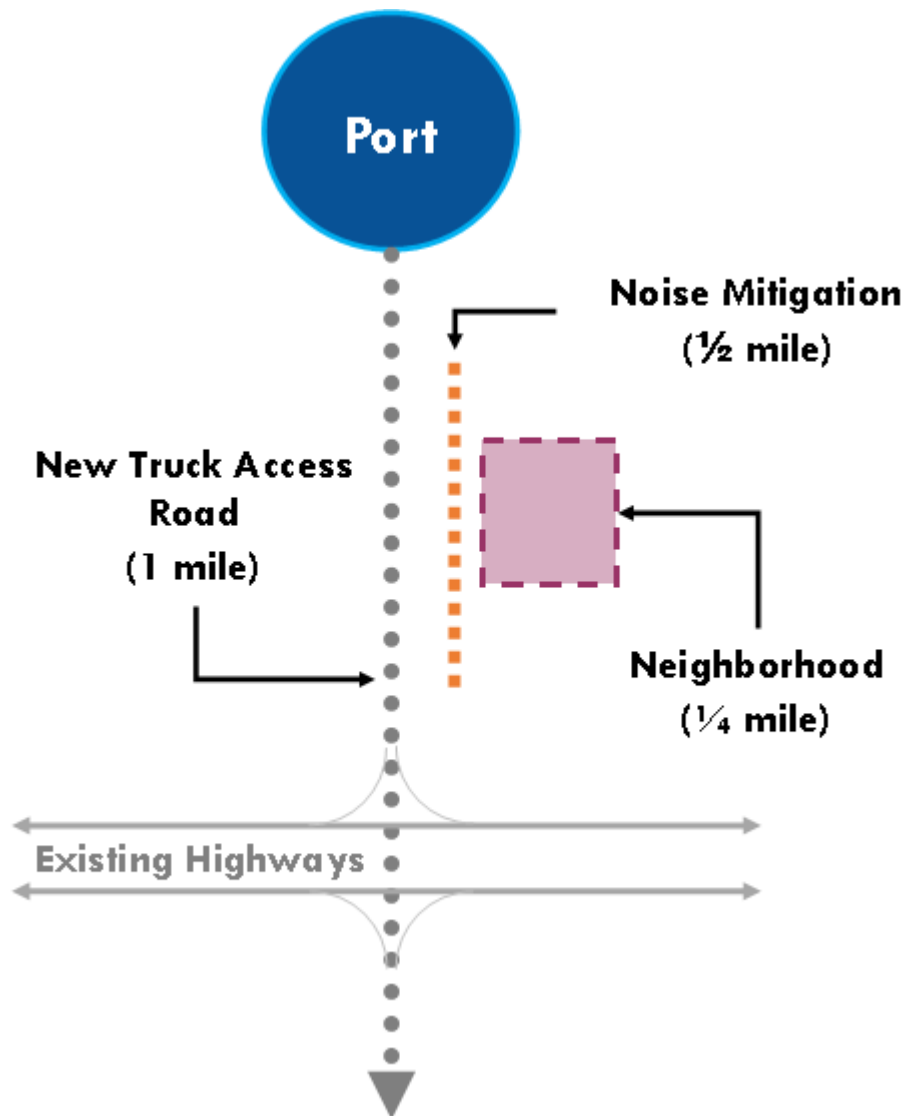 Port
Noise Mitigation
(½ mile)
New Truck Access
Road
(1 mile)
Neighborhood
(¼ mile)
Existing Highways